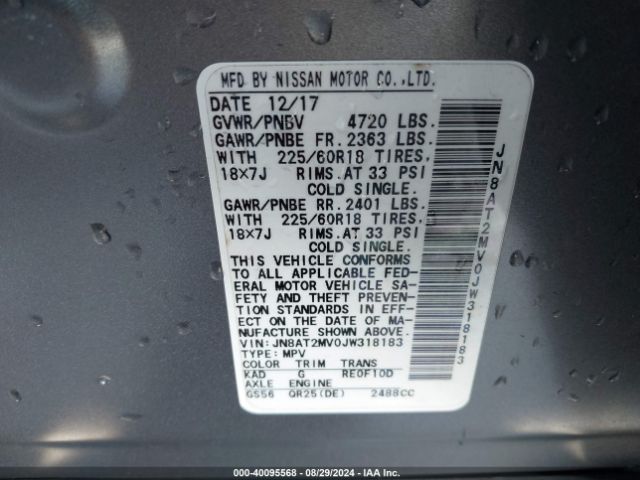 MFD BY NISSAN MOTOR CO.,LTD.
DATE 12/17
GVWR/PNBV 4720 LBS.
GAWR/PNBE FR. 2363 LBS.
WITH 225/60R18 TIRES,
18×7J RIMS.AT 33 PSI
COLD SINGLE.
GAWR/PNBE RR. 2401 LBS.
WITH 225/60R18 TIRES,
18×7J RIMS.AT 33 PSI
COLD SINGLE.
THIS VEHICLE CONFORMS
TO ALL APPLICABLE FED-
ERAL MOTOR VEHICLE SA-
FETY AND THEFT PREVEN-
TION STANDARDS IN EFF-
ECT ON THE DATE OF MA-
NUFACTURE SHOWN ABOVE.
VIN: JN8AT2MV0JW318183
TYPE: MPV
COLOR TRIM TRANS
KAD G RE0F10D
AXLE ENGINE
GS56 QR25(DE) 2488CC
JN8AT2MV0JW318183
000-40095568 - 08/29/2024 - IAA Inc.